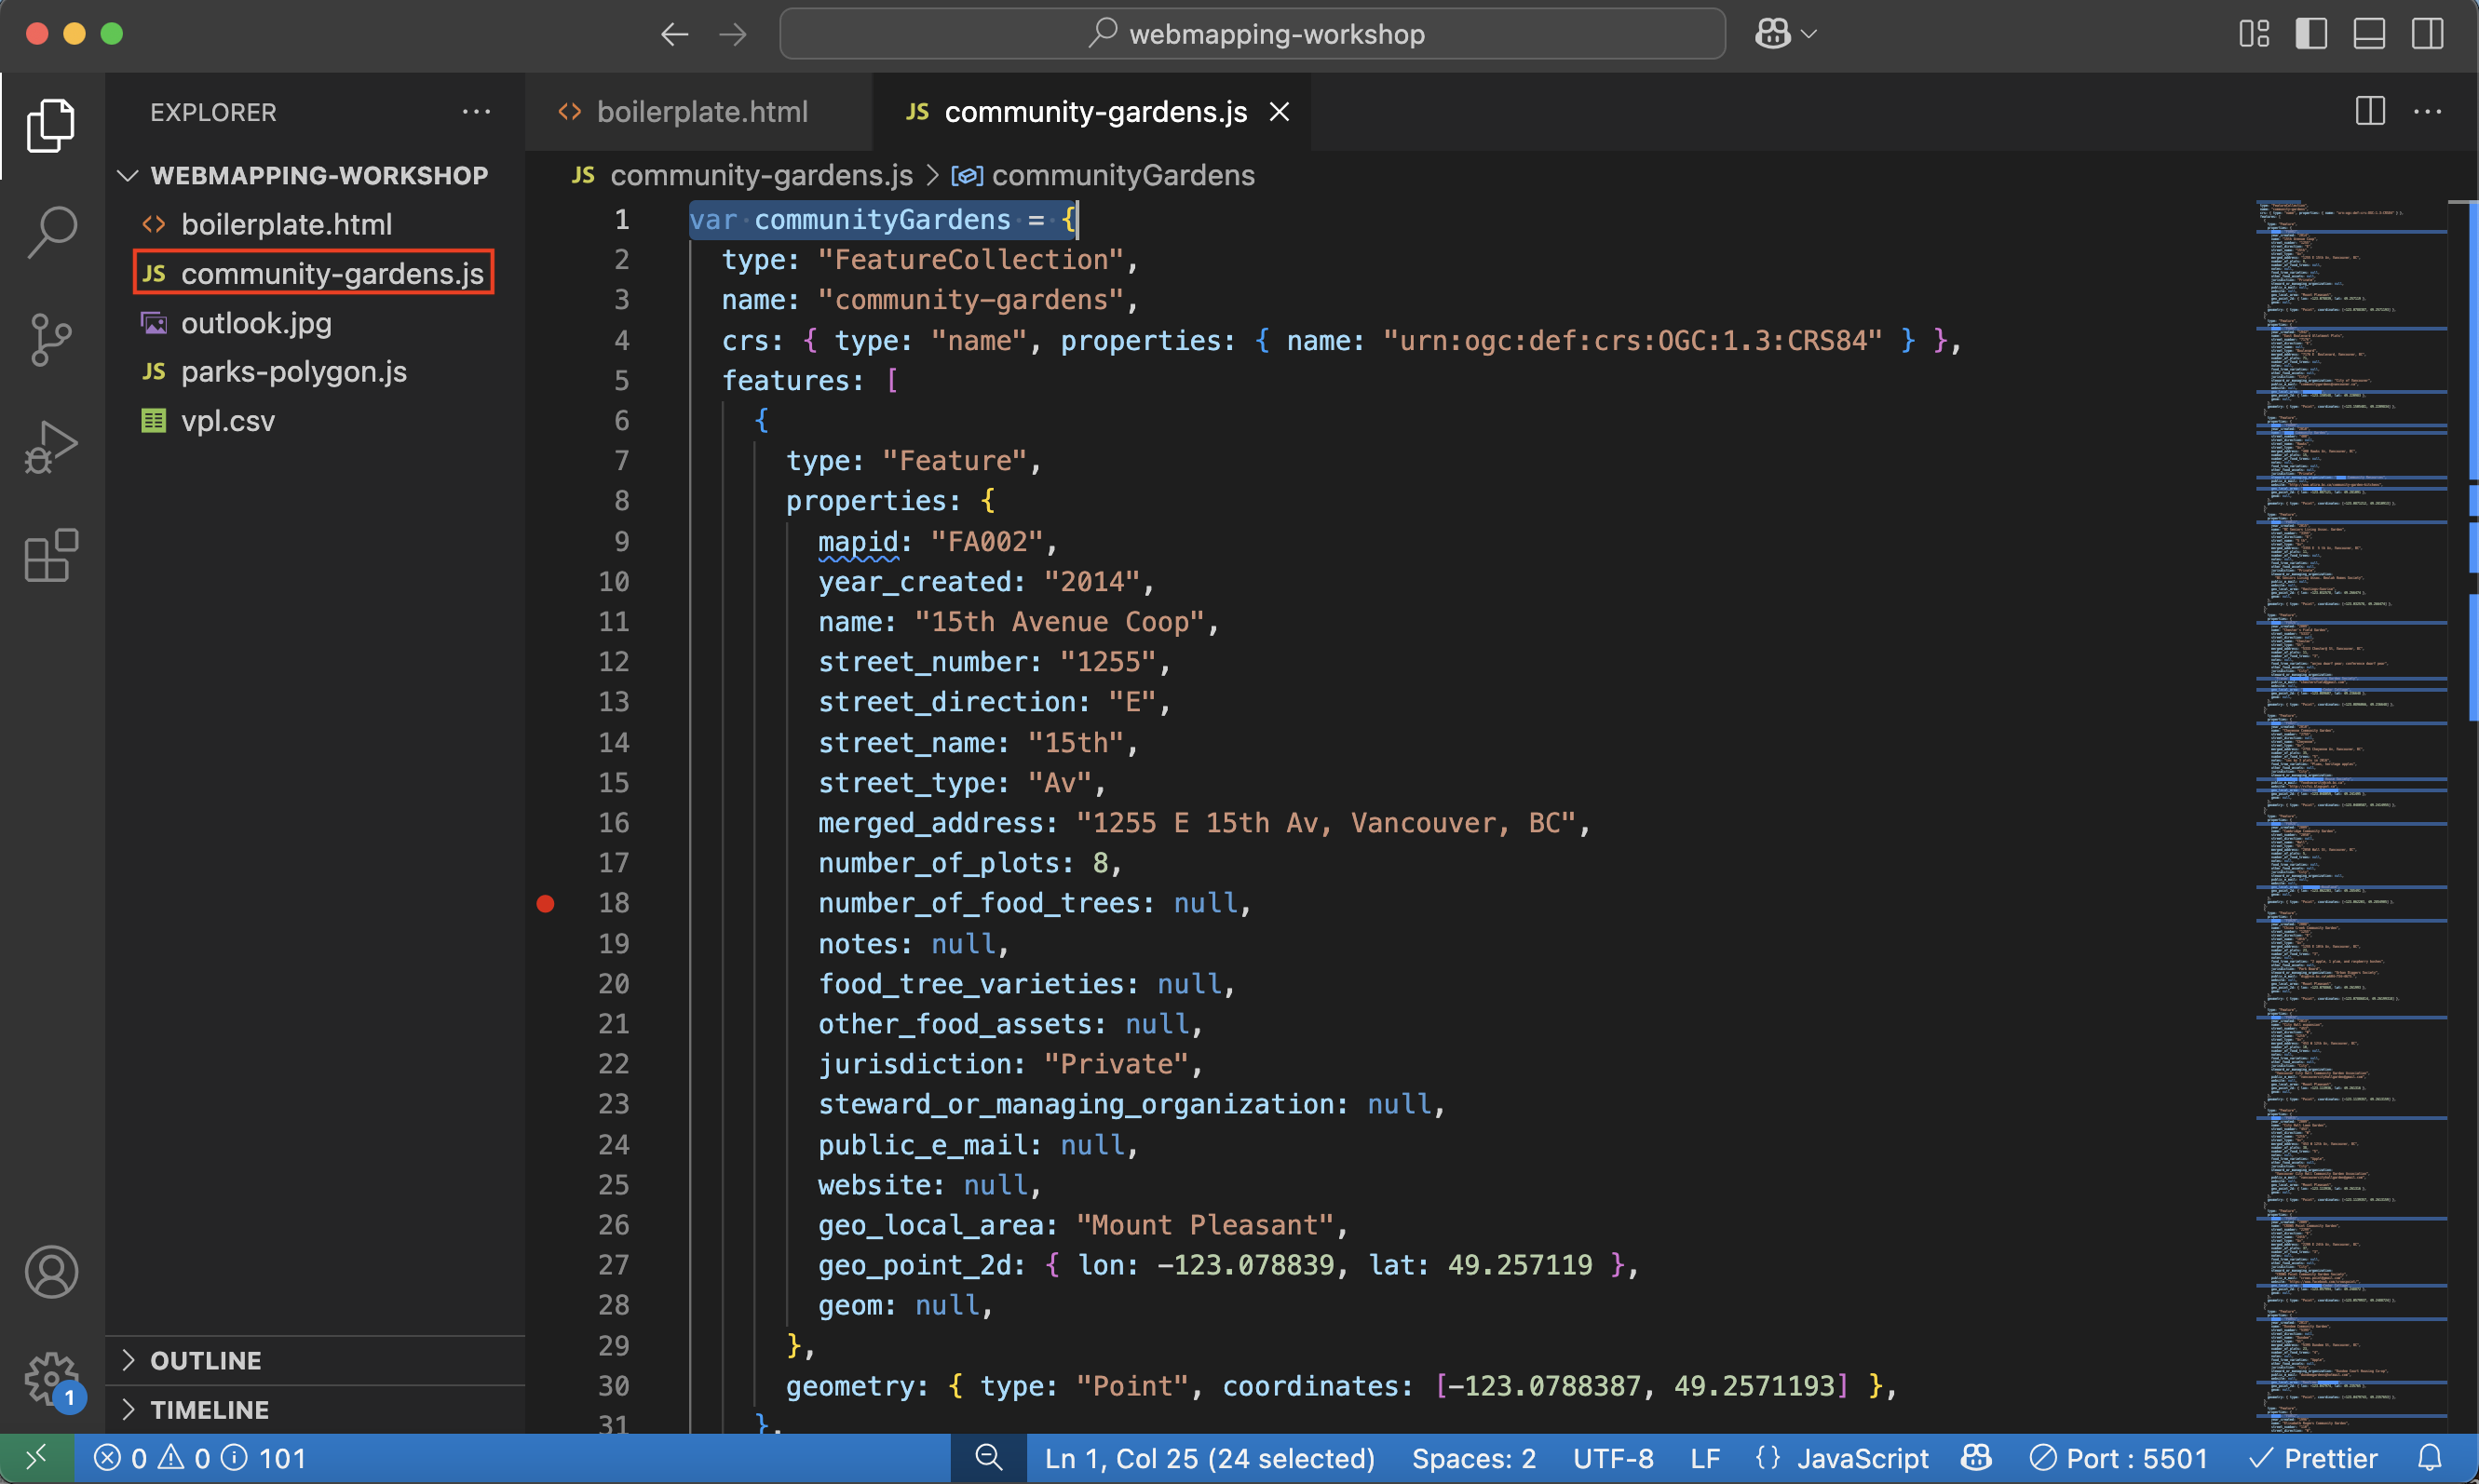 webmapping-workshop
EXPLORER
WEBMAPPING-WORKSHOP
boilerplate.html
JS community-gardens.js
outlook.jpg
JS parks-polygon.js
vpl.csv
OUTLINE
TIMELINE
1
boilerplate.html
JS community-gardens.js
JS community-gardens.js > communityGardens
1 var communityGardens = {
2 type: "FeatureCollection",
3 name: "community-gardens",
4 crs: { type: "name", properties: { name: "urn:ogc:def:crs:OGC:1.3:CRS84" } },
5 features: [
6 {
7 type: "Feature",
8 properties: {
9 mapid: "FA002",
10 year_created: "2014",
11 name: "15th Avenue Coop",
12 street_number: "1255",
13 street_direction: "E",
14 street_name: "15th",
15 street_type: "Av",
16 merged_address: "1255 E 15th Av, Vancouver, BC",
17 number_of_plots: 8,
18 number_of_food_trees: null,
19 notes: null,
20 food_tree_varieties: null,
21 other_food_assets: null,
22 jurisdiction: "Private",
23 steward_or_managing_organization: null,
24 public_e_mail: null,
25 website: null,
26 geo_local_area: "Mount Pleasant",
27 geo_point_2d: { lon: -123.078839, lat: 49.257119 },
28 geom: null,
29 },
30 geometry: { type: "Point", coordinates: [-123.0788387, 49.2571193] },
31 },
0 0 101
Ln 1, Col 25 (24 selected)
Spaces: 2
UTF-8
LF
{} JavaScript
Port : 5501
Prettier